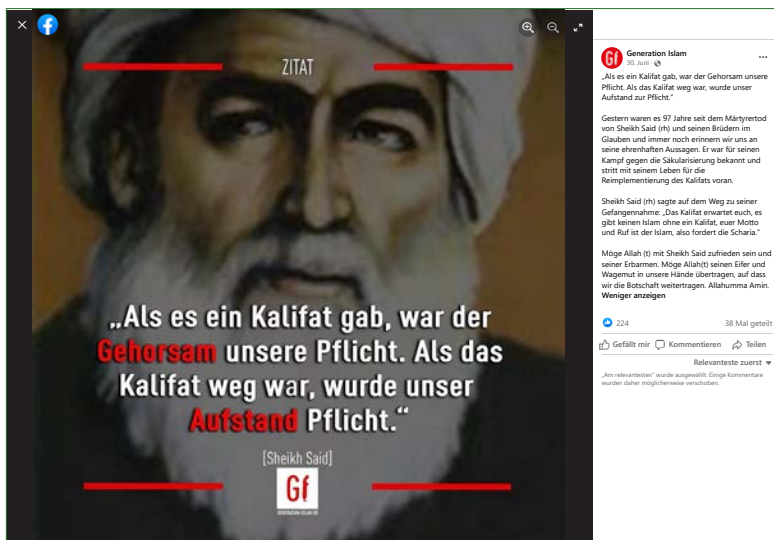 ZITAT
„Als es ein Kalifat gab, war der
Gehorsam unsere Pflicht. Als das
Kalifat weg war, wurde unser
Aufstand Pflicht.“
[Sheikh Said]
Gf
Gf
Generation Islam
30. Juni ·
„Als es ein Kalifat gab, war der Gehorsam unsere
Pflicht. Als das Kalifat weg war, wurde unser
Aufstand zur Pflicht.“
Gestern waren es 97 Jahre seit dem Märtyrertod
von Sheikh Said (rh) und seinen Brüdern im
Glauben und immer noch erinnern wir uns an
seine ehrenhaften Aussagen. Er war für seinen
Kampf gegen die Säkularisierung bekannt und
stritt mit seinem Leben für die
Reimplementierung des Kalifats voran.
Sheikh Said (rh) sagte auf dem Weg zu seiner
Gefangennahme: „Das Kalifat erwartet euch, es
gibt keinen Islam ohne ein Kalifat, euer Motto
und Ruf ist der Islam, also fordert die Scharia.“
Möge Allah (t) mit Sheikh Said zufrieden sein und
seiner Erbarmen. Möge Allah(t) seinen Eifer und
Wagemut in unsere Hände übertragen, auf dass
wir die Botschaft weitertragen. Allahumma Amin.
Weniger anzeigen
224 38 Mal geteilt
Gefällt mir Kommentieren Teilen
Relevanteste zuerst
„Am relevantesten“ wurde ausgewählt. Einige Kommentare
wurden daher möglicherweise verschoben.